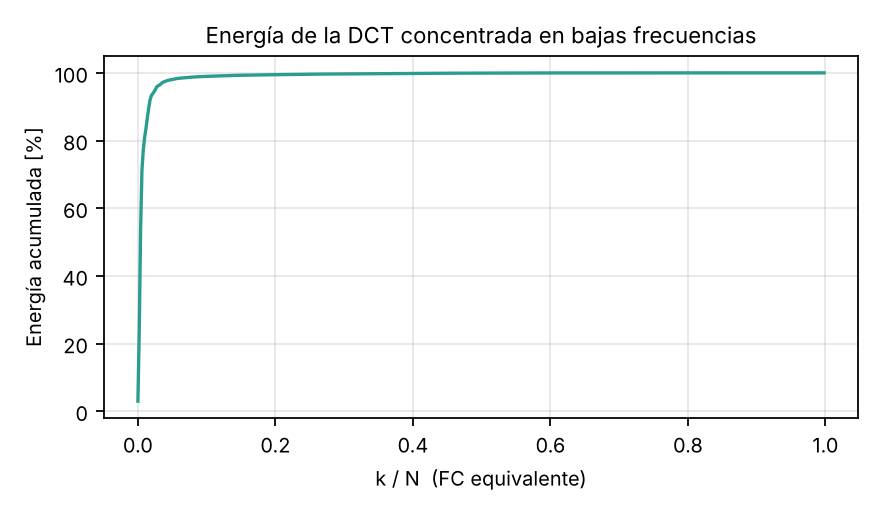 Energía de la DCT concentrada en bajas frecuencias
Energía acumulada [%]
100
80
60
40
20
0
0.0 0.2 0.4 0.6 0.8 1.0
k / N (FC equivalente)